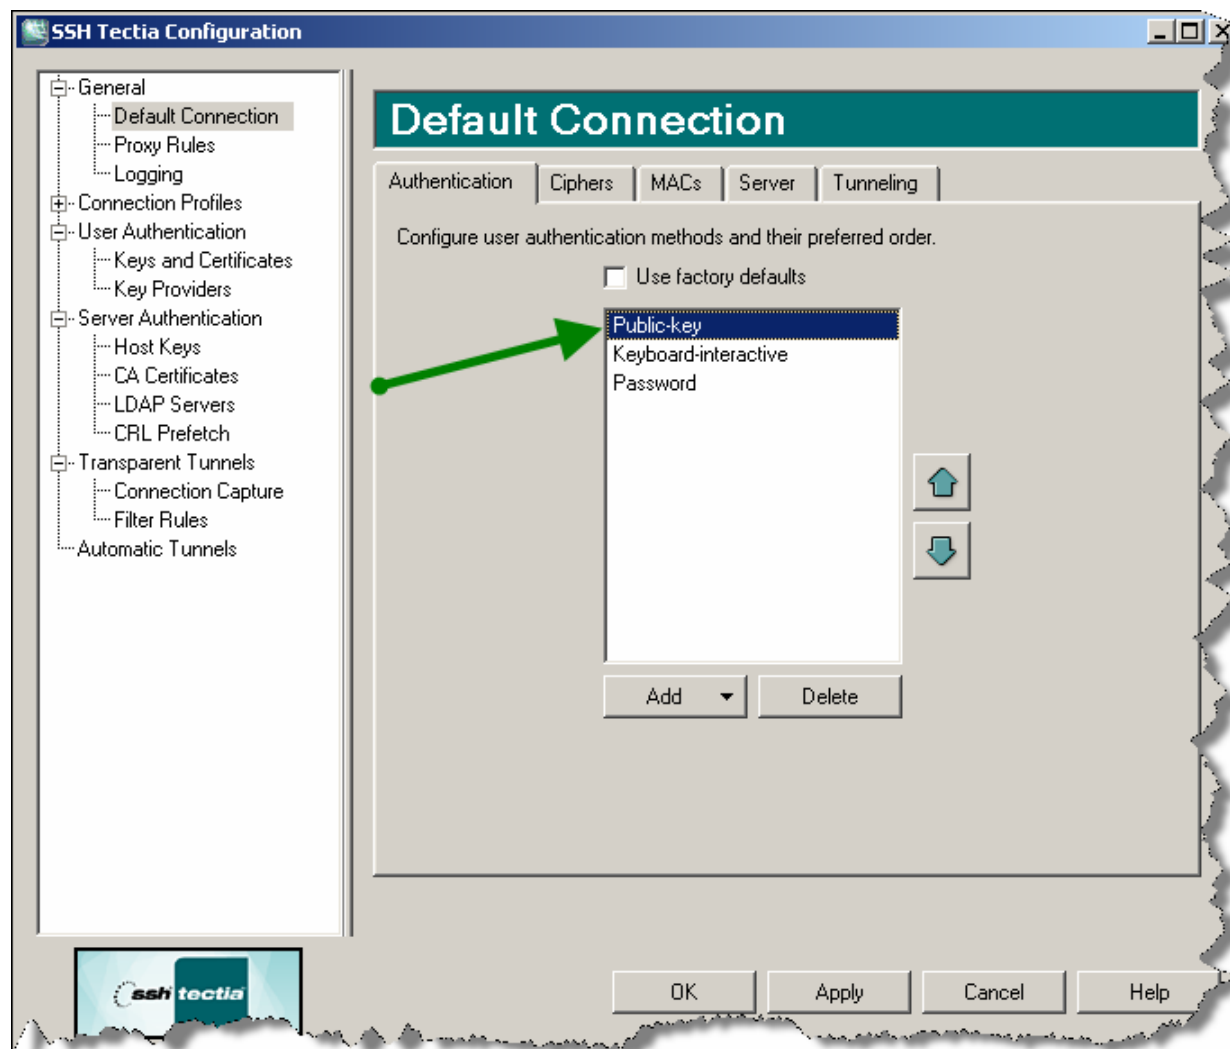 SSH Tectia Configuration
General
Default Connection
Proxy Rules
Logging
Connection Profiles
User Authentication
Keys and Certificates
Key Providers
Server Authentication
Host Keys
CA Certificates
LDAP Servers
CRL Prefetch
Transparent Tunnels
Connection Capture
Filter Rules
Automatic Tunnels
ssh tectia
Default Connection
Authentication Ciphers MACs Server Tunneling
Configure user authentication methods and their preferred order.
Use factory defaults
Public-key
Keyboard-interactive
Password
Add Delete
OK Apply Cancel Help